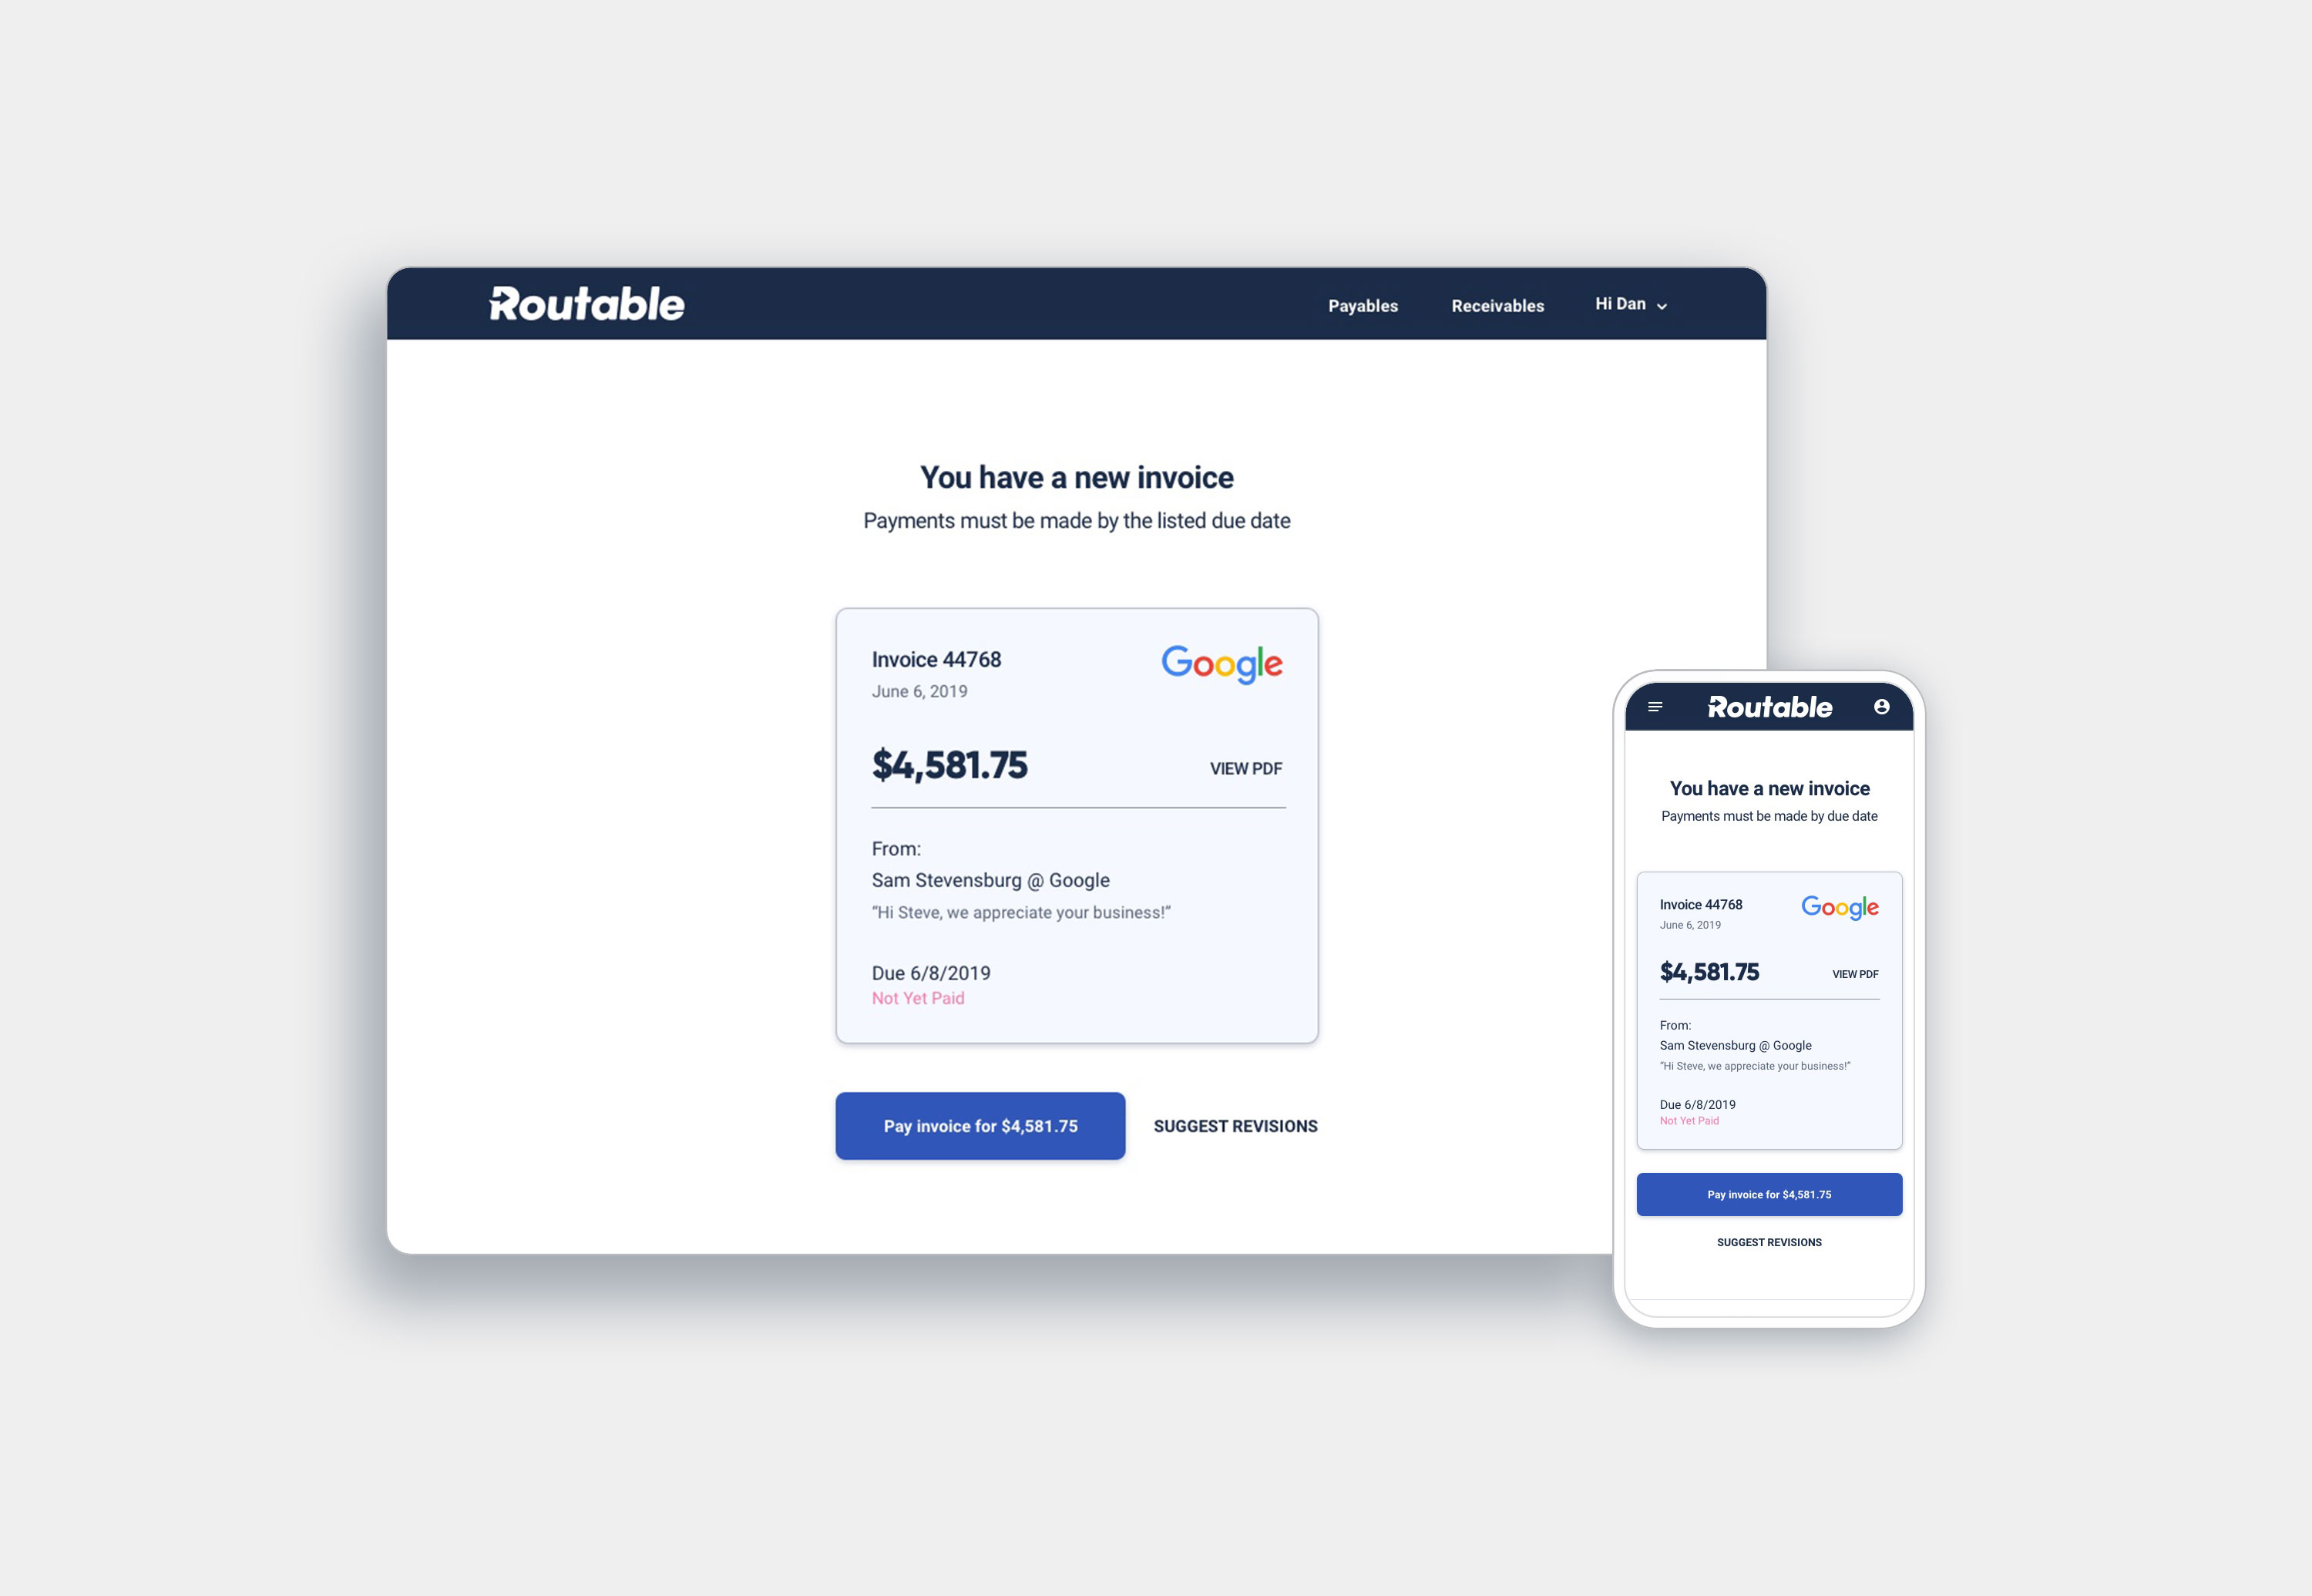 Routable
Payables Receivables Hi Dan
You have a new invoice
Payments must be made by the listed due date
Invoice 44768
Google
June 6, 2019
$4,581.75
VIEW PDF
From:
Sam Stevensburg @ Google
“Hi Steve, we appreciate your business!”
Due 6/8/2019
Not Yet Paid
Pay invoice for $4,581.75
SUGGEST REVISIONS
Routable
You have a new invoice
Payments must be made by due date
Invoice 44768
Google
June 6, 2019
$4,581.75
VIEW PDF
From:
Sam Stevensburg @ Google
“Hi Steve, we appreciate your business!”
Due 6/8/2019
Not Yet Paid
Pay invoice for $4,581.75
SUGGEST REVISIONS